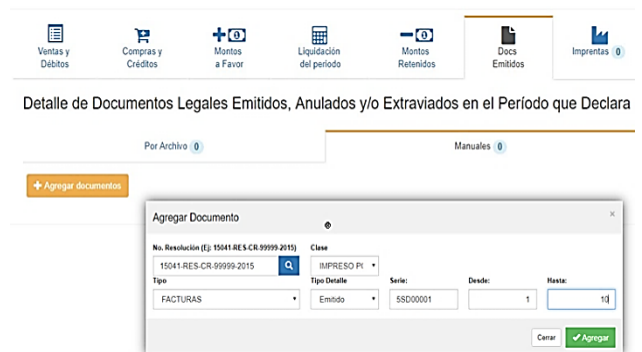 Ventas y Débitos
Compras y Créditos
Montos a Favor
Liquidación del periodo
Montos Retenidos
Docs Emitidos
Imprentas 0
Detalle de Documentos Legales Emitidos, Anulados y/o Extraviados en el Período que Declara
Por Archivo 0
Manuales 0
+ Agregar documentos
Agregar Documento ×
No. Resolución (Ej: 15041-RES-CR-99999-2015) Clase
15041-RES-CR-99999-2015 IMPRESO P
Tipo Tipo Detalle Serie: Desde: Hasta:
FACTURAS Emitido 5SD00001 1 10
Cerrar ✔Agregar